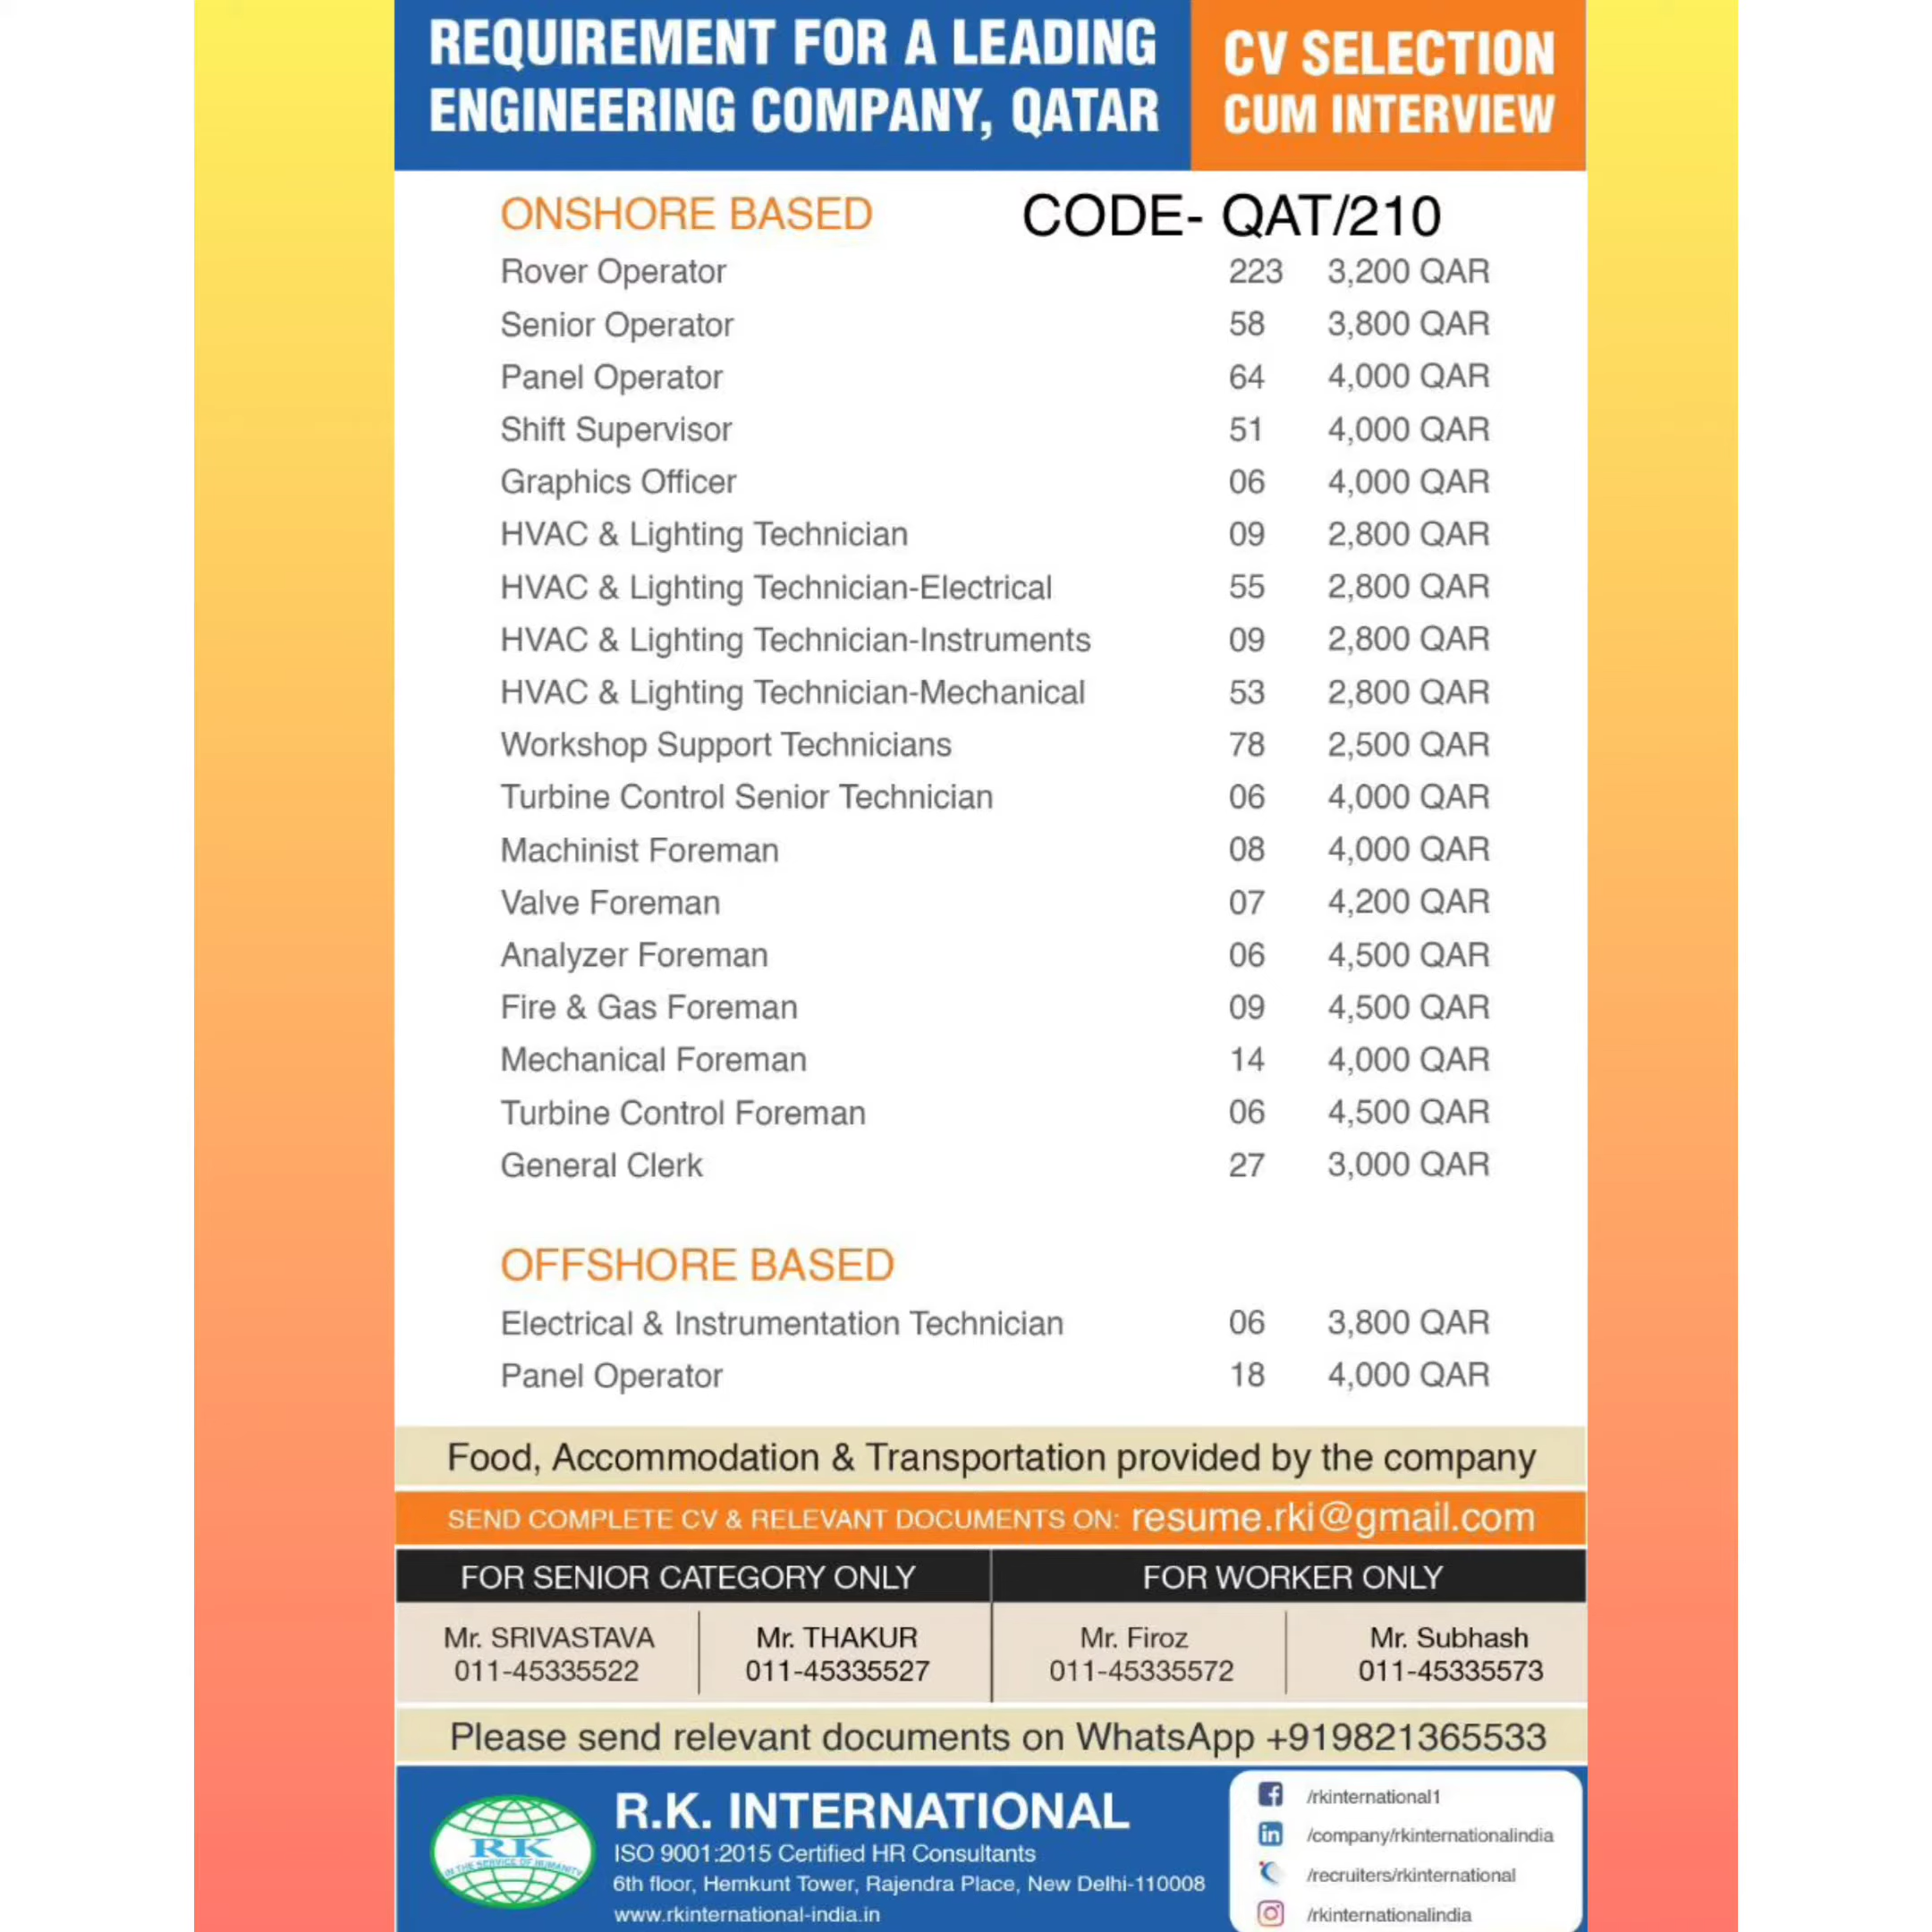 REQUIREMENT FOR A LEADING
ENGINEERING COMPANY, QATAR
CV SELECTION
CUM INTERVIEW
ONSHORE BASED CODE- QAT/210
Rover Operator 223 3,200 QAR
Senior Operator 58 3,800 QAR
Panel Operator 64 4,000 QAR
Shift Supervisor 51 4,000 QAR
Graphics Officer 06 4,000 QAR
HVAC & Lighting Technician 09 2,800 QAR
HVAC & Lighting Technician-Electrical 55 2,800 QAR
HVAC & Lighting Technician-Instruments 09 2,800 QAR
HVAC & Lighting Technician-Mechanical 53 2,800 QAR
Workshop Support Technicians 78 2,500 QAR
Turbine Control Senior Technician 06 4,000 QAR
Machinist Foreman 08 4,000 QAR
Valve Foreman 07 4,200 QAR
Analyzer Foreman 06 4,500 QAR
Fire & Gas Foreman 09 4,500 QAR
Mechanical Foreman 14 4,000 QAR
Turbine Control Foreman 06 4,500 QAR
General Clerk 27 3,000 QAR
OFFSHORE BASED
Electrical & Instrumentation Technician 06 3,800 QAR
Panel Operator 18 4,000 QAR
Food, Accommodation & Transportation provided by the company
SEND COMPLETE CV & RELEVANT DOCUMENTS ON: resume.rki@gmail.com
FOR SENIOR CATEGORY ONLY
Mr. SRIVASTAVA
011-45335522
Mr. THAKUR
011-45335527
FOR WORKER ONLY
Mr. Firoz
011-45335572
Mr. Subhash
011-45335573
Please send relevant documents on WhatsApp +919821365533
RK
IN THE SERVICE OF HUMANITY
R.K. INTERNATIONAL
ISO 9001:2015 Certified HR Consultants
6th floor, Hemkunt Tower, Rajendra Place, New Delhi-110008
www.rkinternational-india.in
/rkinternational1
/company/rkinternationalindia
/recruiters/rkinternational
/rkinternationalindia